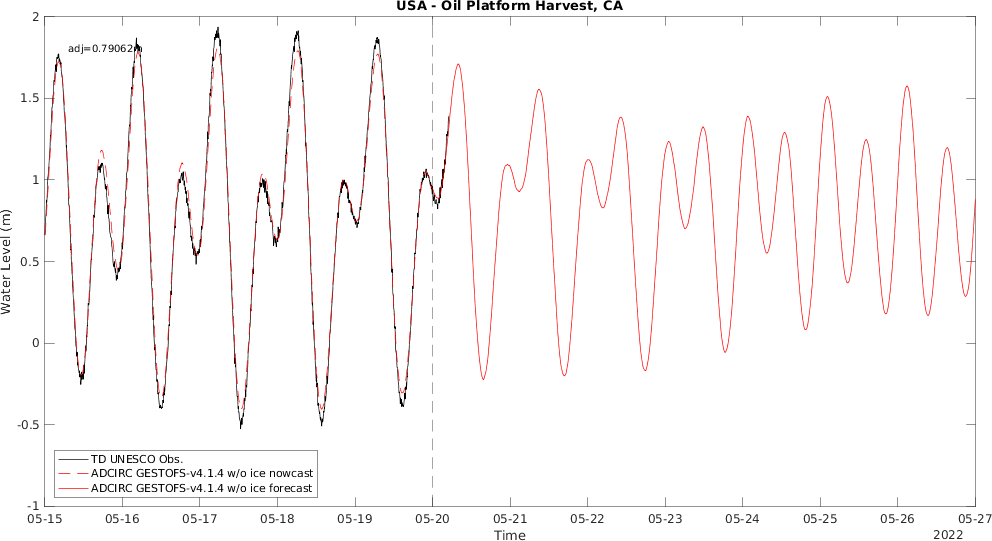 USA - Oil Platform Harvest, CA
2
adj=0.79062m
1.5
1
0.5
0
-0.5
-1
Water Level (m)
TD UNESCO Obs.
ADCIRC GESTOFS-v4.1.4 w/o ice nowcast
ADCIRC GESTOFS-v4.1.4 w/o ice forecast
05-15 05-16 05-17 05-18 05-19 05-20 05-21 05-22 05-23 05-24 05-25 05-26 05-27
Time
2022